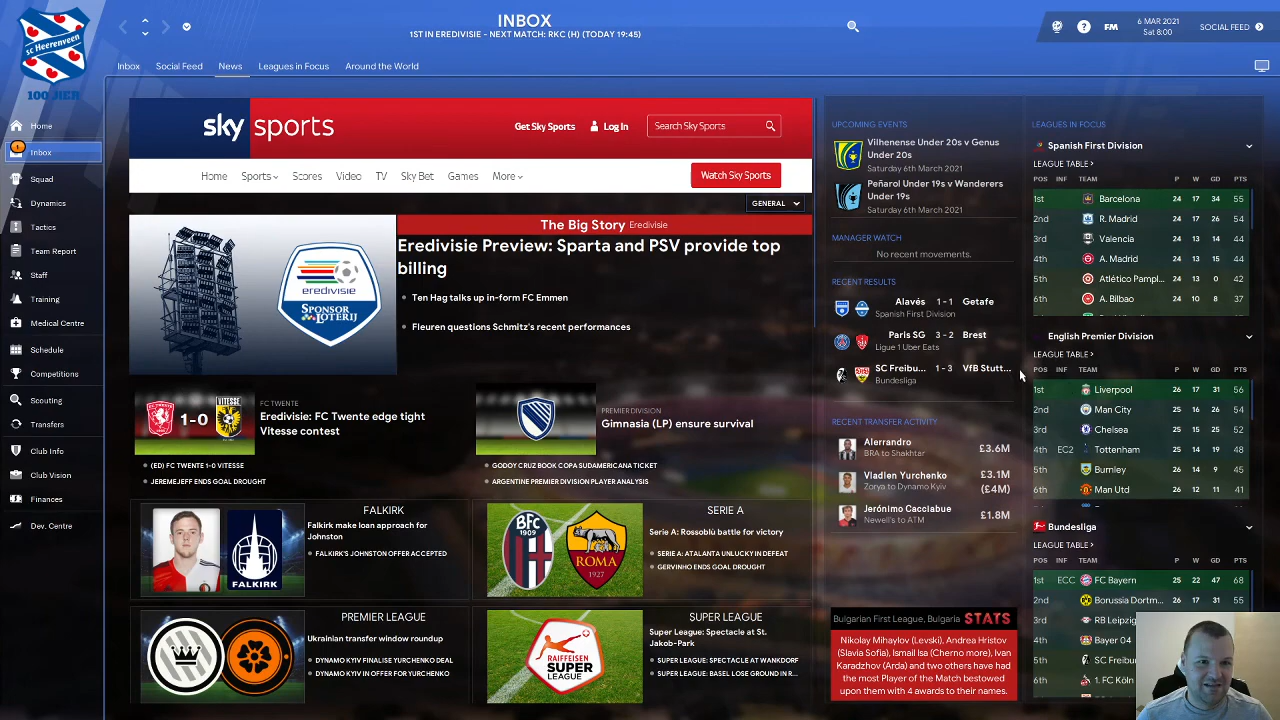 INBOX
1ST IN EREDIVISIE - NEXT MATCH: RKC (H) (TODAY 19:45)
FM
6 MAR 2021
Sat 8:00
SOCIAL FEED
SC Heerenveen
100 JIER
Inbox
Social Feed
News
Leagues in Focus
Around the World
Home
1
Inbox
Squad
Dynamics
Tactics
Team Report
Staff
Training
Medical Centre
Schedule
Competitions
Scouting
Transfers
Club Info
Club Vision
Finances
Dev. Centre
sky sports
Get Sky Sports
Log In
Search Sky Sports
Home
Sports
Scores
Video
TV
Sky Bet
Games
More
Watch Sky Sports
GENERAL
eredivisie
The Big Story Eredivisie
Eredivisie Preview: Sparta and PSV provide top
billing
Ten Hag talks up in-form FC Emmen
Fleuren questions Schmitz's recent performances
1-0
FC TWENTE
Eredivisie: FC Twente edge tight
Vitesse contest
(ED) FC TWENTE 1-0 VITESSE
JEREMEJEFF ENDS GOAL DROUGHT
PREMIER DIVISION
Gimnasia (LP) ensure survival
GODOY CRUZ BOOK COPA SUDAMERICANA TICKET
ARGENTINE PREMIER DIVISION PLAYER ANALYSIS
FALKIRK
FALKIRK
Falkirk make loan approach for
Johnston
FALKIRK'S JOHNSTON OFFER ACCEPTED
BFC
1909
ROMA
1927
SERIE A
Serie A: Rossoblù battle for victory
SERIE A: ATALANTA UNLUCKY IN DEFEAT
GERVINHO ENDS GOAL DROUGHT
PREMIER LEAGUE
Ukrainian transfer window roundup
DYNAMO KYIV FINALISE YURCHENKO DEAL
DYNAMO KYIV IN OFFER FOR YURCHENKO
RAIFFEISEN
SUPER
LEAGUE
SUPER LEAGUE
Super League: Spectacle at St.
Jakob-Park
SUPER LEAGUE: SPECTACLE AT WANKDORF
SUPER LEAGUE: BASEL LOSE GROUND IN R...
UPCOMING EVENTS
Vilhenense Under 20s v Genus
Under 20s
Saturday 6th March 2021
Peñarol Under 19s v Wanderers
Under 19s
Saturday 6th March 2021
MANAGER WATCH
No recent movements.
RECENT RESULTS
Alavés 1 - 1 Getafe
Spanish First Division
Paris SG 3 - 2 Brest
Ligue 1 Uber Eats
SC Freibu... 1 - 3 VfB Stutt...
Bundesliga
RECENT TRANSFER ACTIVITY
Alerrandro
BRA to Shakhtar
£3.6M
Vladlen Yurchenko
Zorya to Dynamo Kyiv
£3.1M
(£4M)
Jerónimo Cacciabue
Newell's to ATM
£1.8M
Bulgarian First League, Bulgaria STATS
Nikolay Mihaylov (Levski), Andrea Hristov
(Slavia Sofia), Ismail Isa (Cherno more), Ivan
Karadzhov (Arda) and two others have had
the most Player of the Match bestowed
upon them with 4 awards to their names.
LEAGUES IN FOCUS
Spanish First Division
LEAGUE TABLE
POS INF TEAM P W GD PTS
1st Barcelona 24 17 34 55
2nd R. Madrid 24 16 19 51
3rd Valencia 24 13 14 44
4th A. Madrid 24 13 15 44
5th Atlético Pampl... 24 13 0 42
6th A. Bilbao 24 10 8 37
English Premier Division
LEAGUE TABLE
POS INF TEAM P W GD PTS
1st Liverpool 26 17 31 56
2nd Man City 25 16 26 54
3rd Chelsea 25 15 25 52
4th EC2 Tottenham 25 14 19 48
5th Burnley 26 14 9 45
6th Man Utd 26 12 11 41
Bundesliga
LEAGUE TABLE
POS INF TEAM P W GD PTS
1st ECC FC Bayern 25 22 47 68
2nd Borussia Dortm... 25 17 31 55
3rd RB Leipzig
4th Bayer 04
5th SC Freibu
6th 1. FC Köln